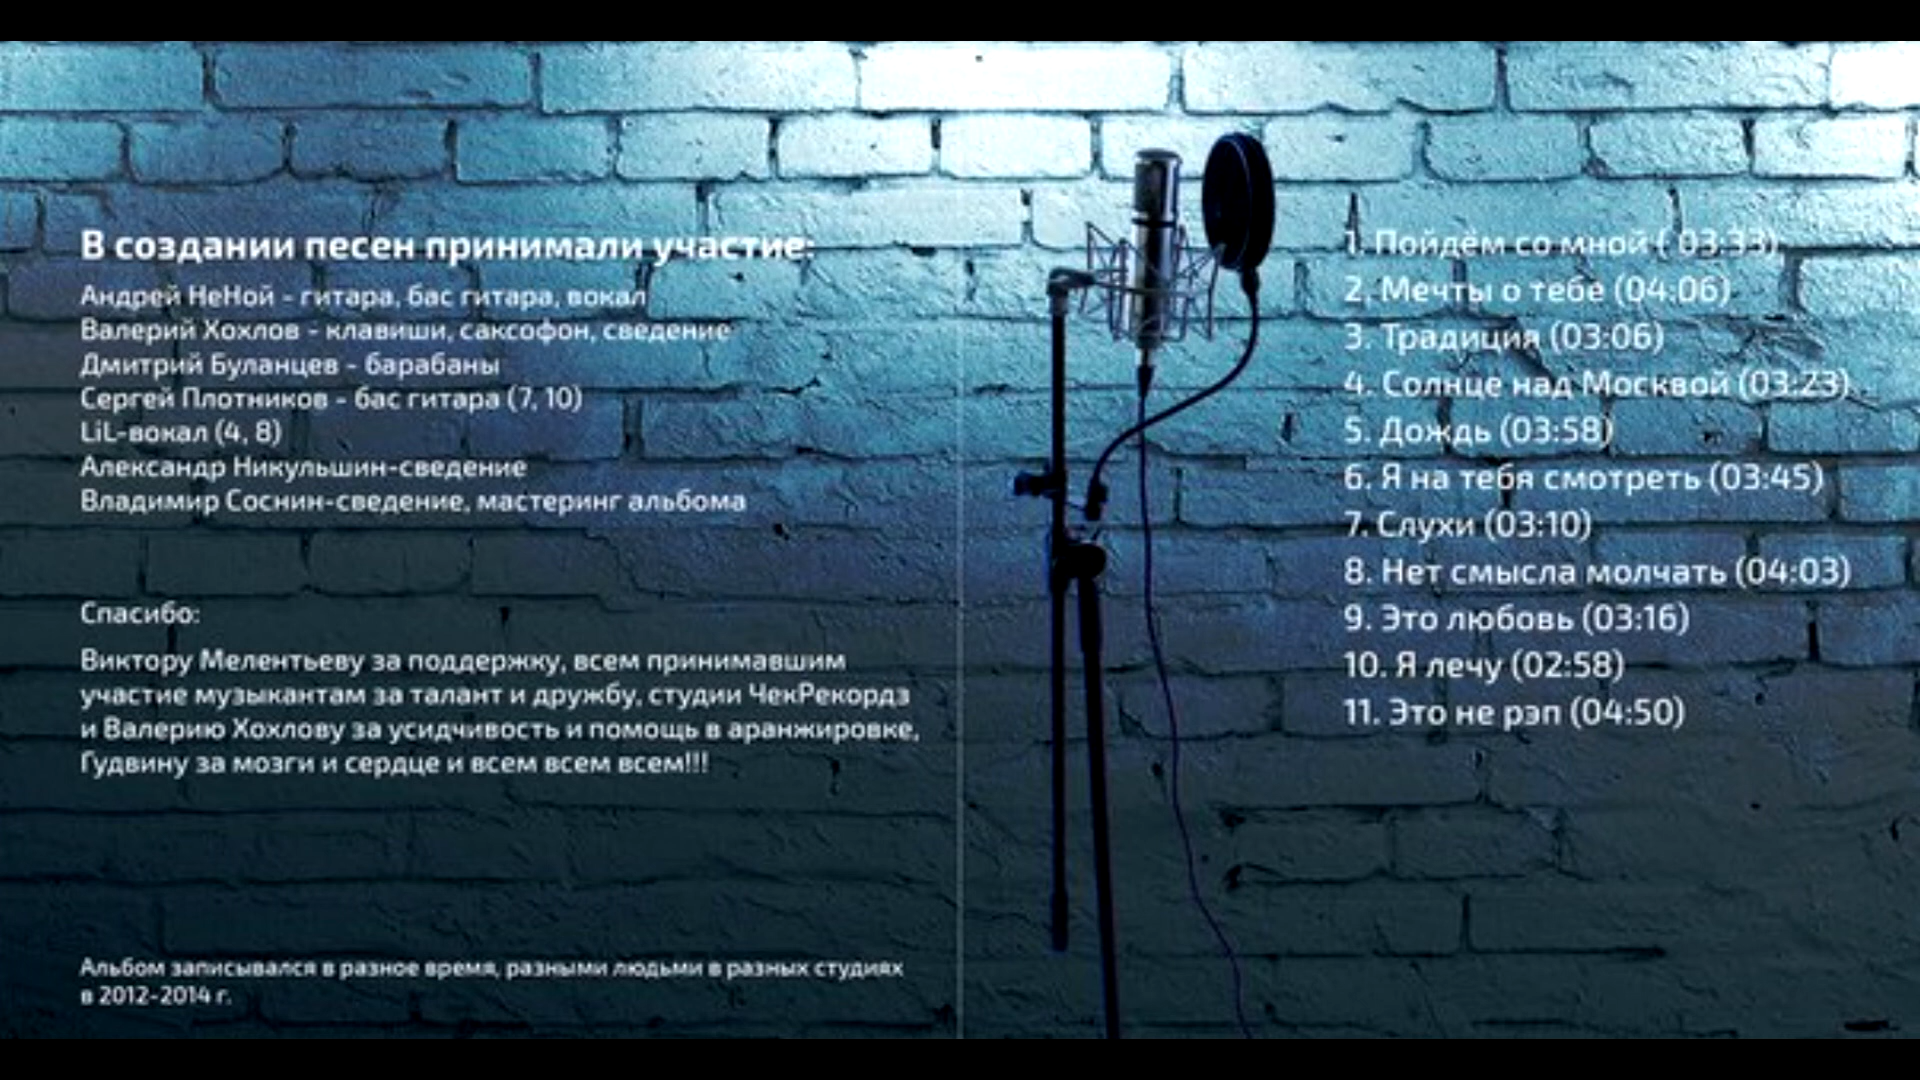 В создании песен принимали участие:
Андрей НеНой - гитара, бас гитара, вокал
Валерий Хохлов - клавиши, саксофон, сведение
Дмитрий Буланцев - барабаны
Сергей Плотников - бас гитара (7, 10)
LiL-вокал (4, 8)
Александр Никульшин-сведение
Владимир Соснин-сведение, мастеринг альбома
Спасибо:
Виктору Мелентьеву за поддержку, всем принимавшим
участие музыкантам за талант и дружбу, студии ЧекРекордз
и Валерию Хохлову за усидчивость и помощь в аранжировке,
Гудвину за мозги и сердце и всем всем всем!!!
Альбом записывался в разное время, разными людьми в разных студиях
в 2012-2014 г.
1. Пойдём со мной ( 03:33)
2. Мечты о тебе (04:06)
3. Традиция (03:06)
4. Солнце над Москвой (03:23)
5. Дождь (03:58)
6. Я на тебя смотреть (03:45)
7. Слухи (03:10)
8. Нет смысла молчать (04:03)
9. Это любовь (03:16)
10. Я лечу (02:58)
11. Это не рэп (04:50)